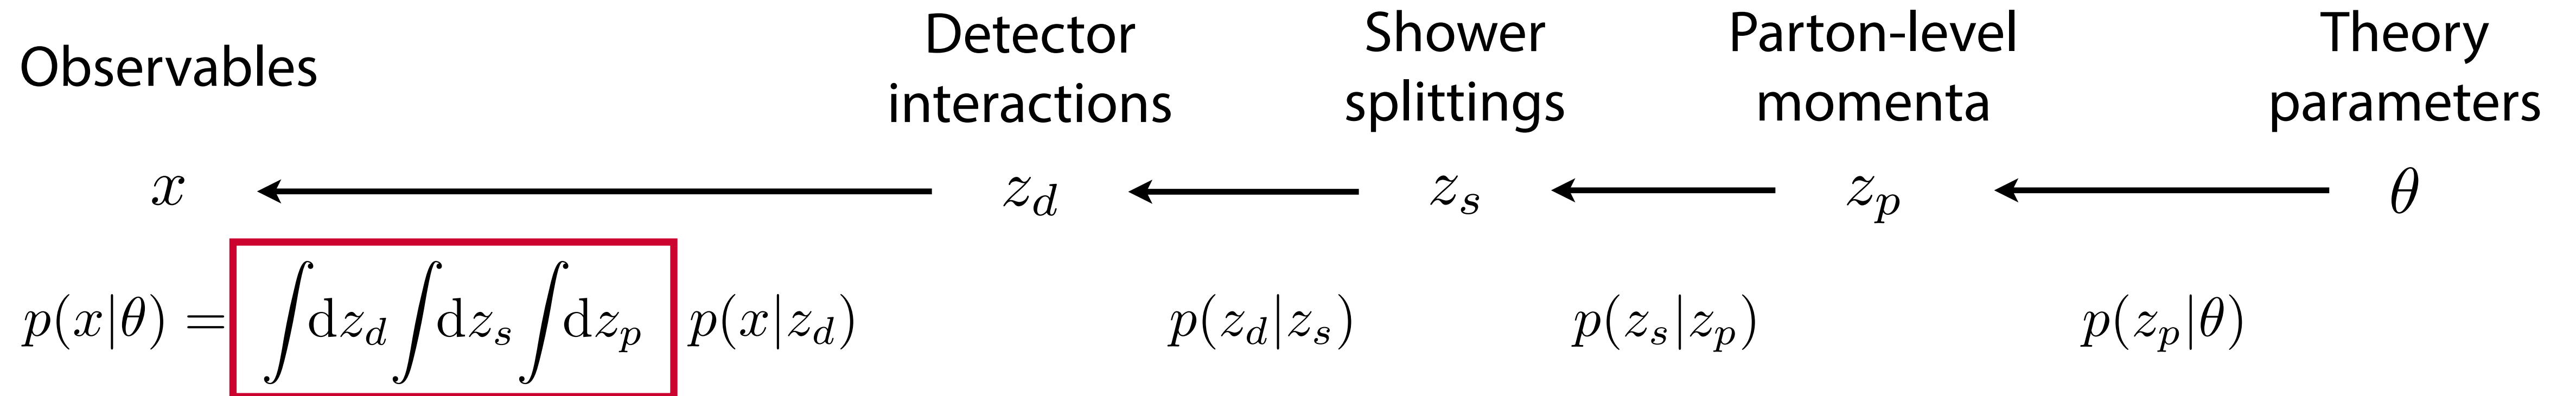 Observables
Detector
interactions
Shower
splittings
Parton-level
momenta
Theory
parameters
x ← z_d ← z_s ← z_p ← θ
p(x|θ) = ∫dz_d ∫dz_s ∫dz_p p(x|z_d) p(z_d|z_s) p(z_s|z_p) p(z_p|θ)